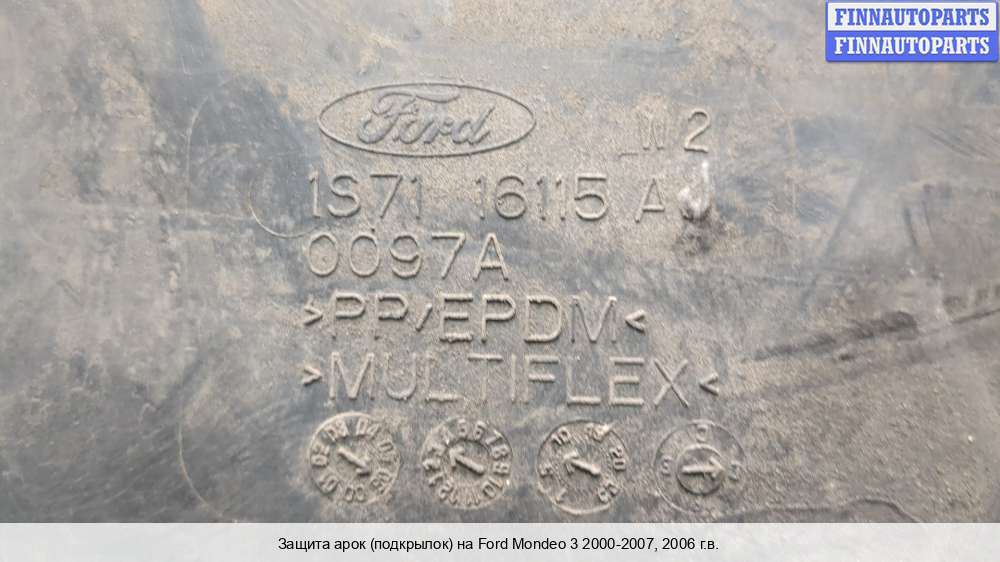 FINNAUTOPARTS
FINNAUTOPARTS
Ford
W2
1S71 16115 A
0097A
>PP/EPDM<
>MULTIFLEX<
Защита арок (подкрылок) на Ford Mondeo 3 2000-2007, 2006 г.в.